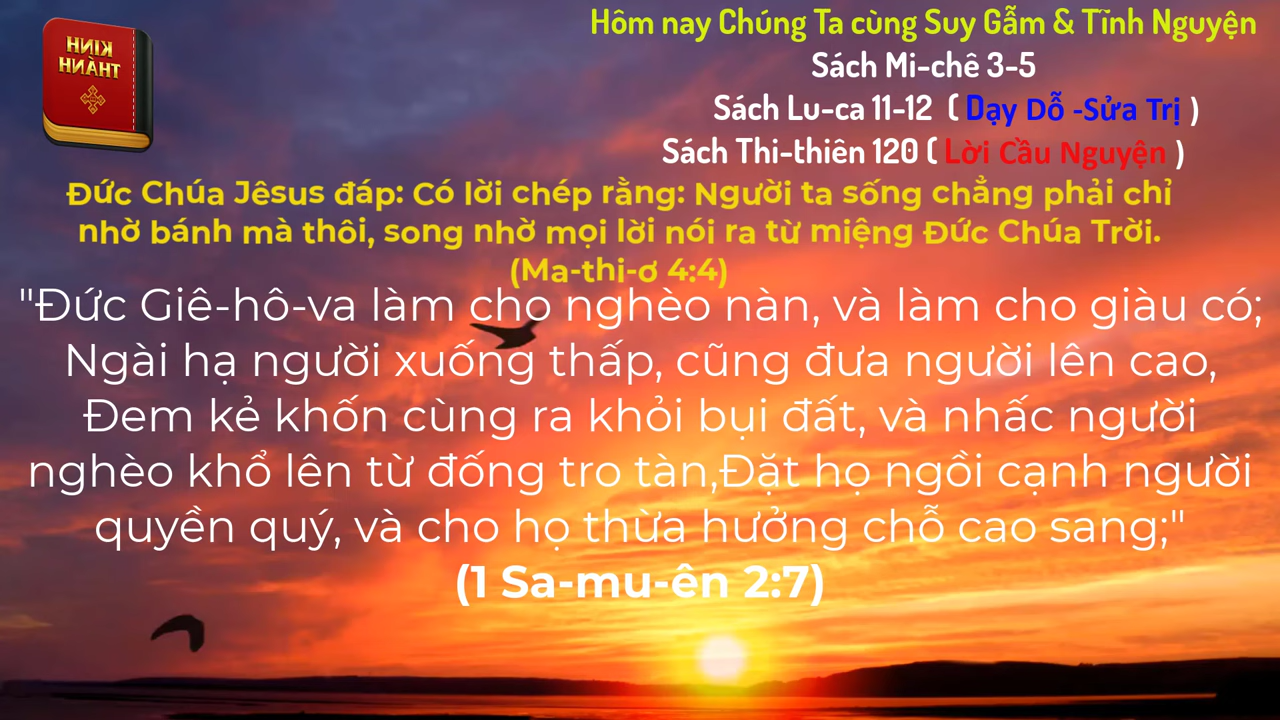 KINH
THÁNH
Hôm nay Chúng Ta cùng Suy Gẫm & Tĩnh Nguyện
Sách Mi-chê 3-5
Sách Lu-ca 11-12 ( Dạy Dỗ -Sửa Trị )
Sách Thi-thiên 120 ( Lời Cầu Nguyện )
Đức Chúa Jêsus đáp: Có lời chép rằng: Người ta sống chẳng phải chỉ
nhờ bánh mà thôi, song nhờ mọi lời nói ra từ miệng Đức Chúa Trời.
(Ma-thi-ơ 4:4)
"Đức Giê-hô-va làm cho nghèo nàn, và làm cho giàu có;
Ngài hạ người xuống thấp, cũng đưa người lên cao,
Đem kẻ khốn cùng ra khỏi bụi đất, và nhấc người
nghèo khổ lên từ đống tro tàn,Đặt họ ngồi cạnh người
quyền quý, và cho họ thừa hưởng chỗ cao sang;"
(1 Sa-mu-ên 2:7)